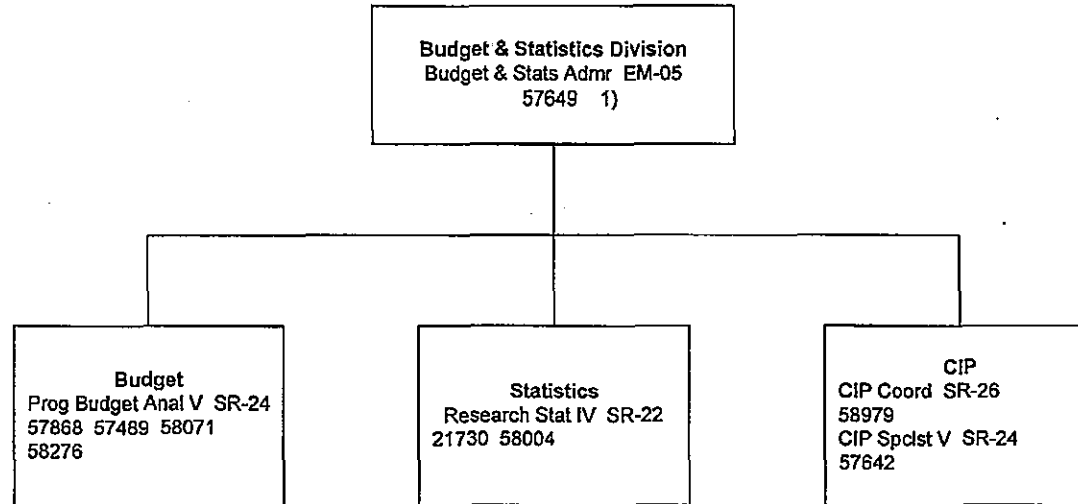 Budget & Statistics Division
Budget & Stats Admr EM-05
57649 1)
Budget
Prog Budget Anal V SR-24
57868 57489 58071
58276
Statistics
Research Stat IV SR-22
21730 58004
CIP
CIP Coord SR-26
58979
CIP Spclst V SR-24
57642